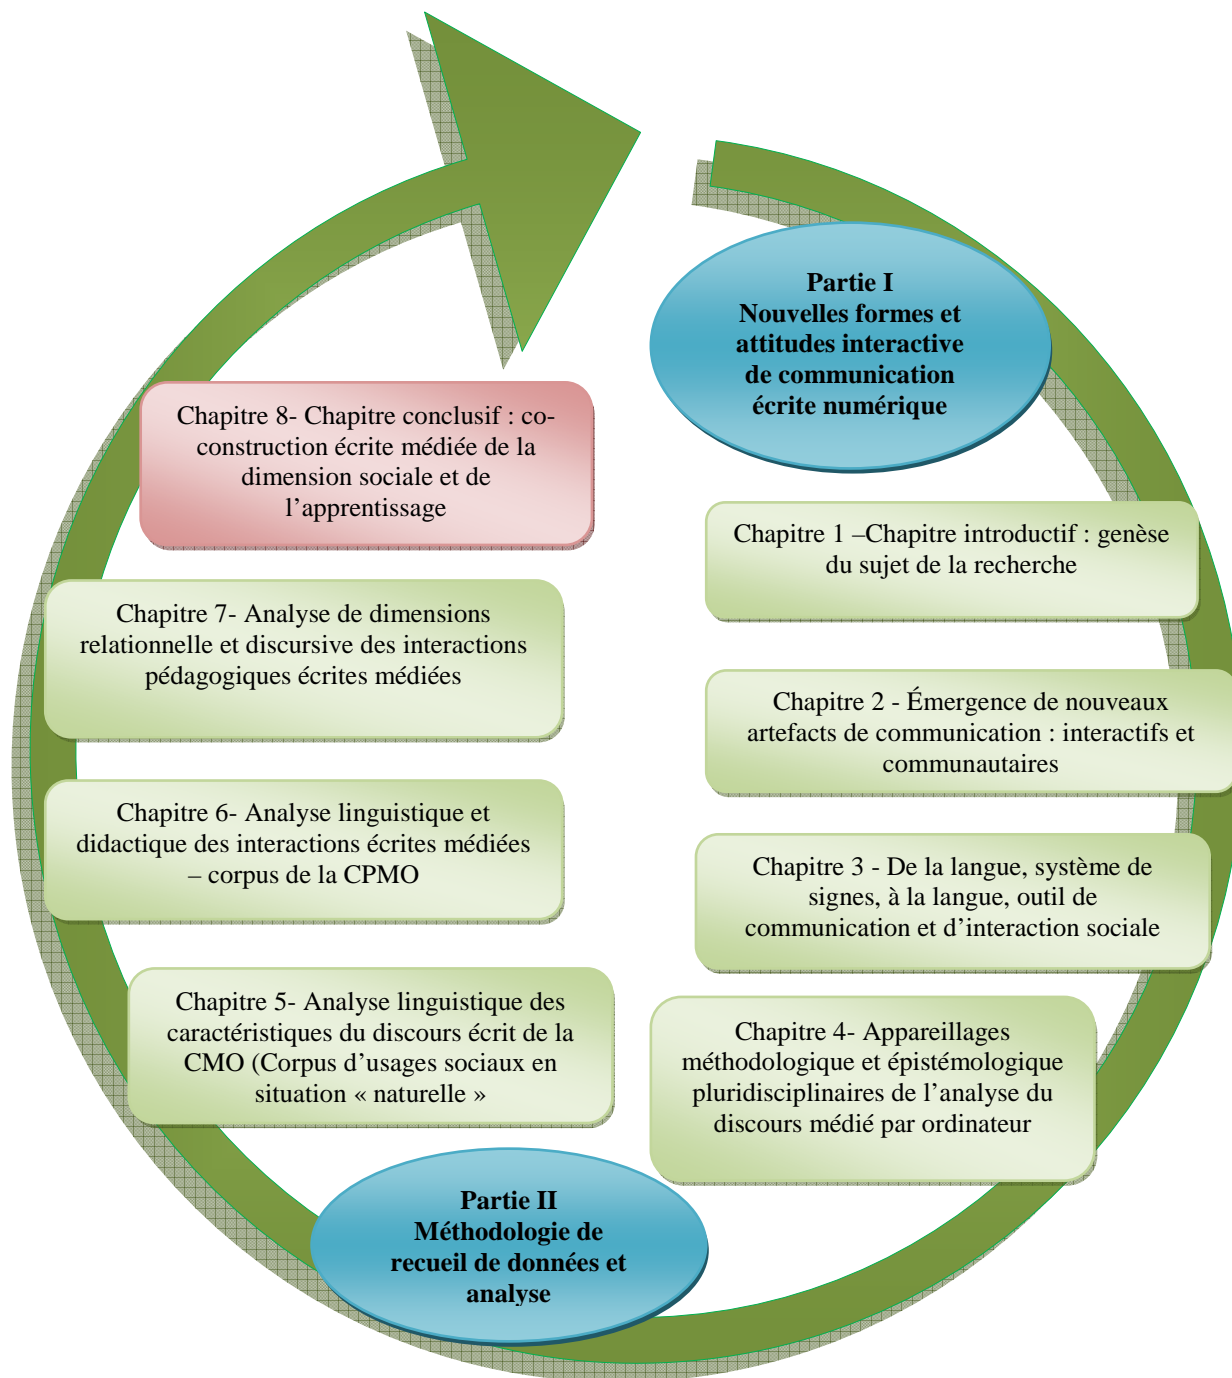 Partie I
Nouvelles formes et
attitudes interactive
de communication
écrite numérique
Chapitre 1 –Chapitre introductif : genèse
du sujet de la recherche
Chapitre 2 - Émergence de nouveaux
artefacts de communication : interactifs et
communautaires
Chapitre 3 - De la langue, système de
signes, à la langue, outil de
communication et d’interaction sociale
Chapitre 4- Appareillages
méthodologique et épistémologique
pluridisciplinaires de l’analyse du
discours médié par ordinateur
Partie II
Méthodologie de
recueil de données et
analyse
Chapitre 5- Analyse linguistique des
caractéristiques du discours écrit de la
CMO (Corpus d’usages sociaux en
situation « naturelle »
Chapitre 6- Analyse linguistique et
didactique des interactions écrites médiées
– corpus de la CPMO
Chapitre 7- Analyse de dimensions
relationnelle et discursive des interactions
pédagogiques écrites médiées
Chapitre 8- Chapitre conclusif : co-
construction écrite médiée de la
dimension sociale et de
l’apprentissage